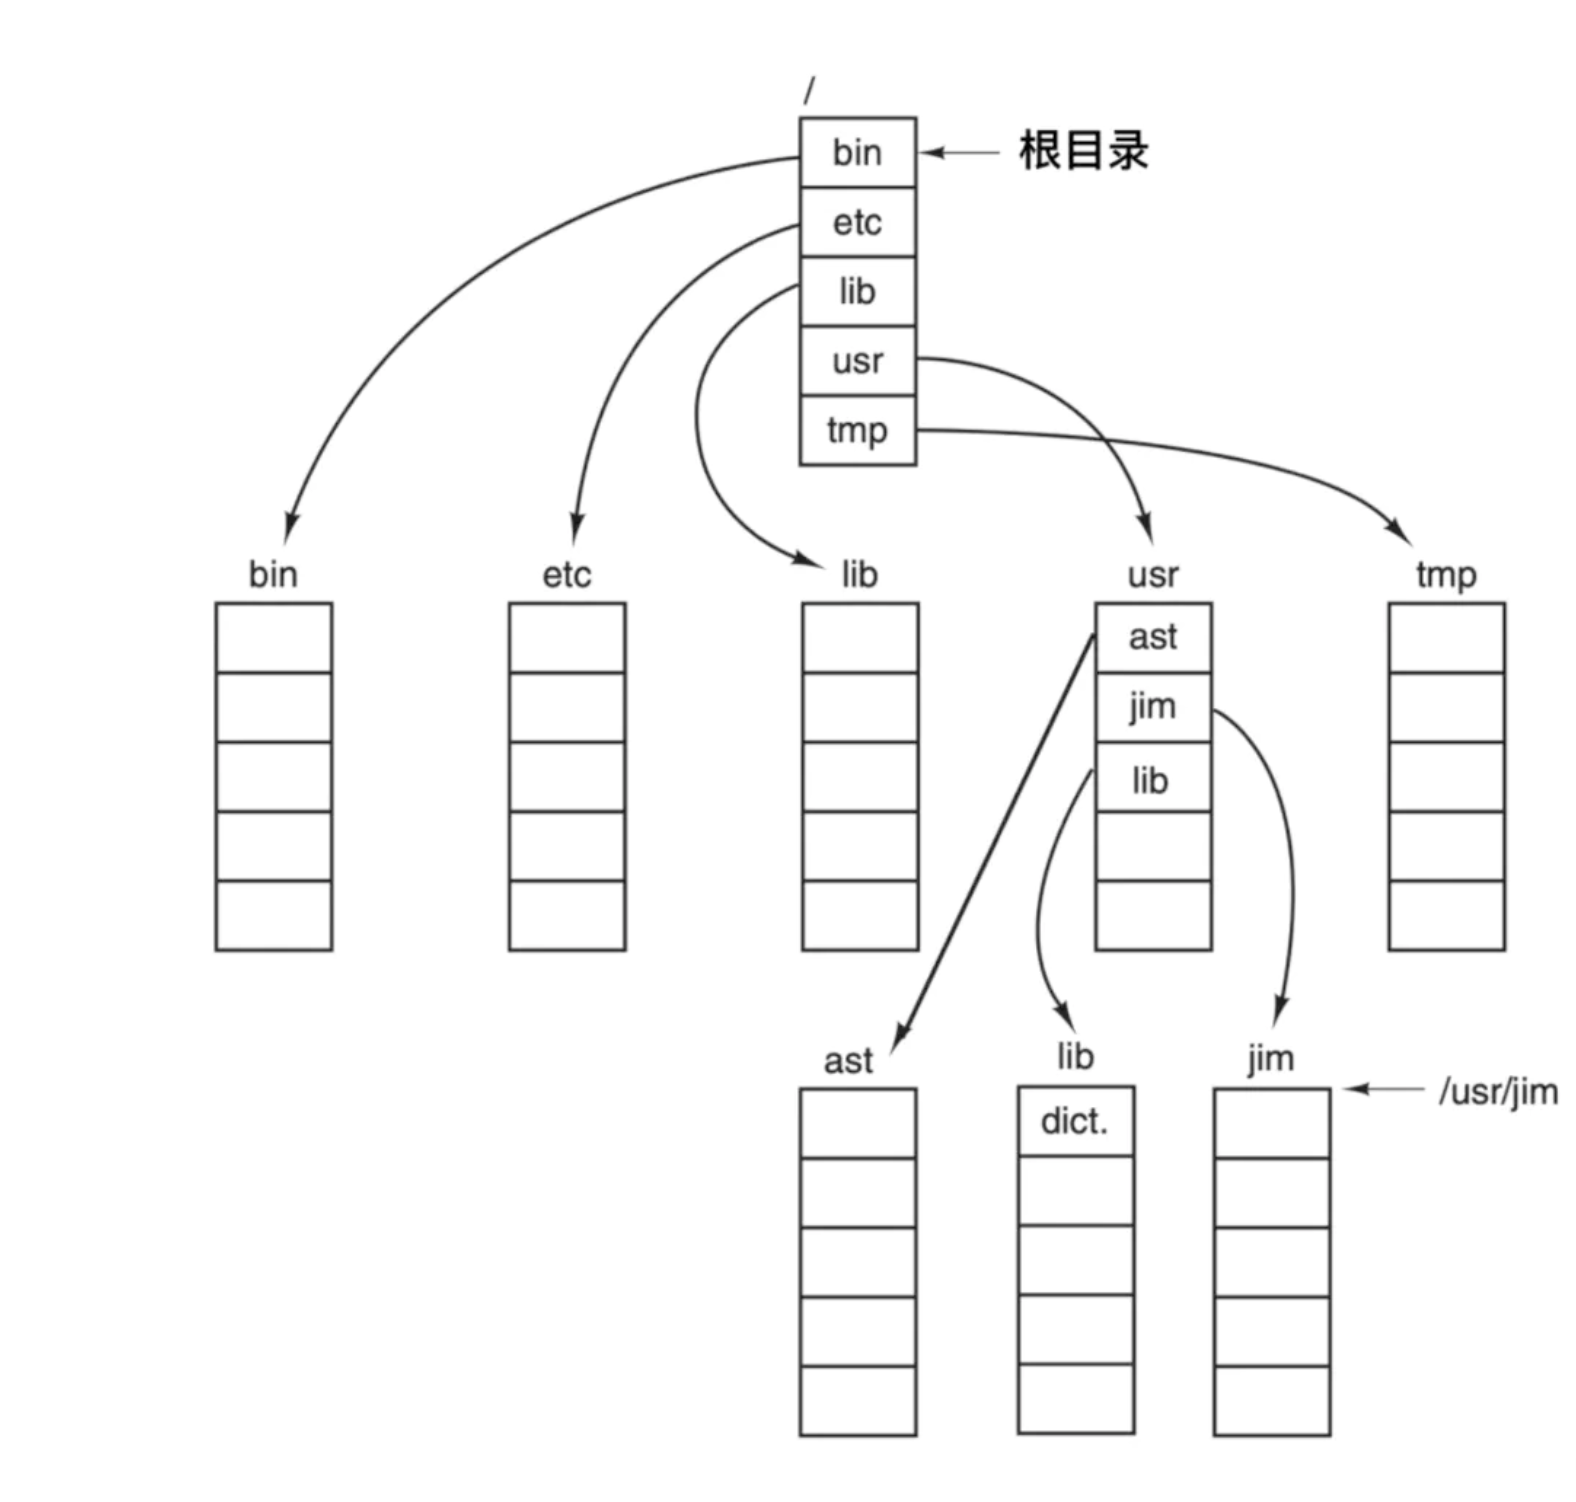 /
bin
根目录
etc
lib
usr
tmp
bin
etc
lib
usr
tmp
ast
jim
lib
ast
lib
jim
/usr/jim
dict.